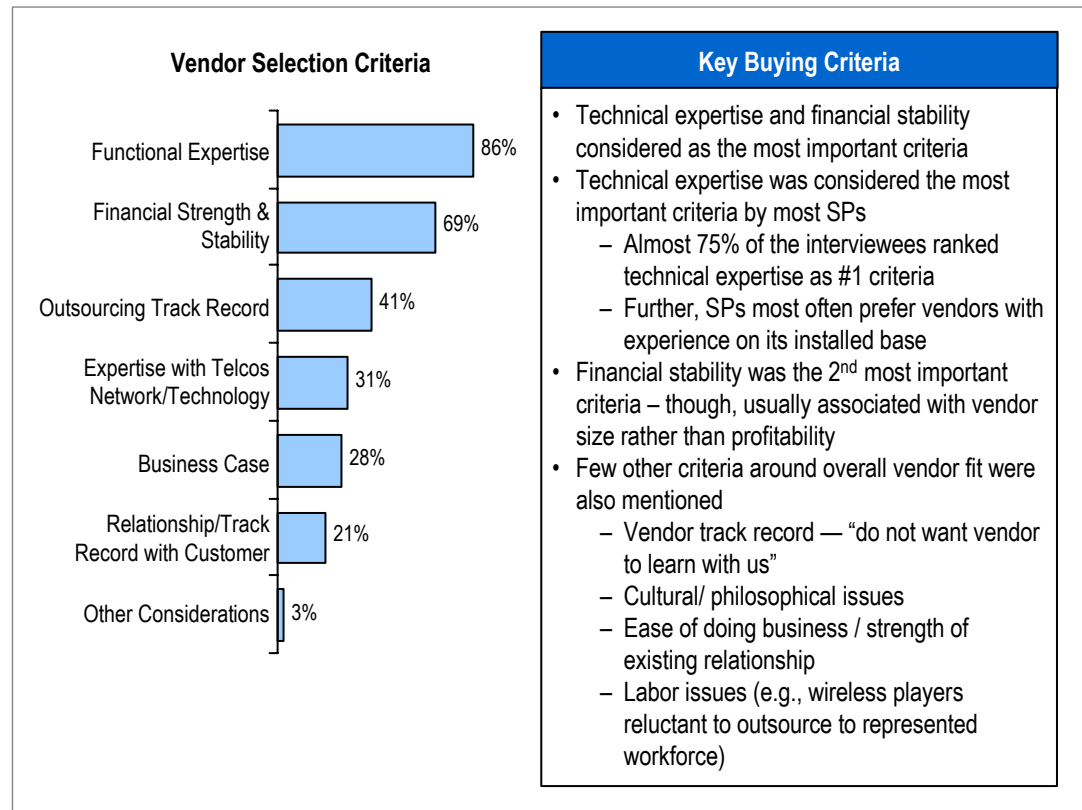 Vendor Selection Criteria
Functional Expertise
86%
Financial Strength &
Stability
69%
Outsourcing Track Record
41%
Expertise with Telcos
Network/Technology
31%
Business Case
28%
Relationship/Track
Record with Customer
21%
Other Considerations
3%
Key Buying Criteria
• Technical expertise and financial stability
considered as the most important criteria
• Technical expertise was considered the most
important criteria by most SPs
– Almost 75% of the interviewees ranked
technical expertise as #1 criteria
– Further, SPs most often prefer vendors with
experience on its installed base
• Financial stability was the 2nd most important
criteria – though, usually associated with vendor
size rather than profitability
• Few other criteria around overall vendor fit were
also mentioned
– Vendor track record — “do not want vendor
to learn with us”
– Cultural/ philosophical issues
– Ease of doing business / strength of
existing relationship
– Labor issues (e.g., wireless players
reluctant to outsource to represented
workforce)